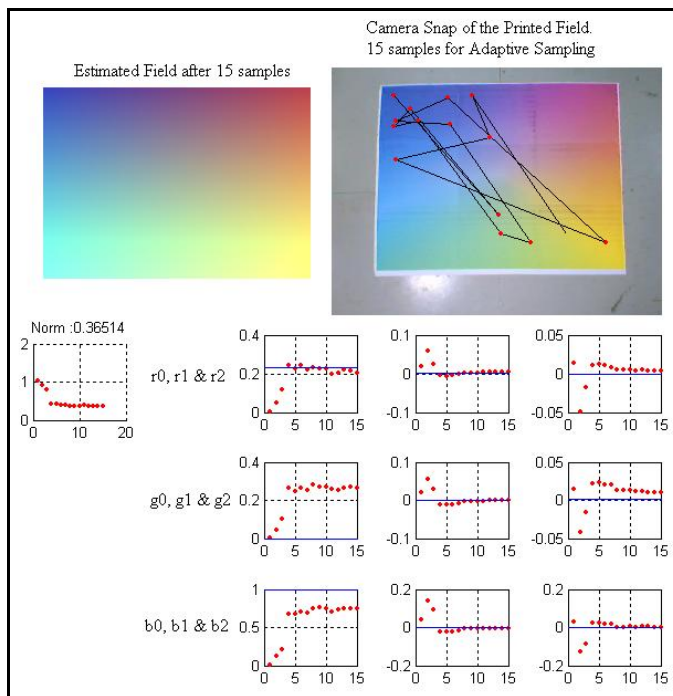 Camera Snap of the Printed Field.
15 samples for Adaptive Sampling
Estimated Field after 15 samples
Norm :0.36514
2
1
0
0 10 20
r0, r1 & r2
0.4
0.2
0
0 5 10 15
0.1
0
-0.1
0 5 10 15
0.05
0
-0.05
0 5 10 15
g0, g1 & g2
0.4
0.2
0
0 5 10 15
0.1
0
-0.1
0 5 10 15
0.05
0
-0.05
0 5 10 15
b0, b1 & b2
1
0.5
0
0 5 10 15
0.2
0
-0.2
0 5 10 15
0.2
0
-0.2
0 5 10 15